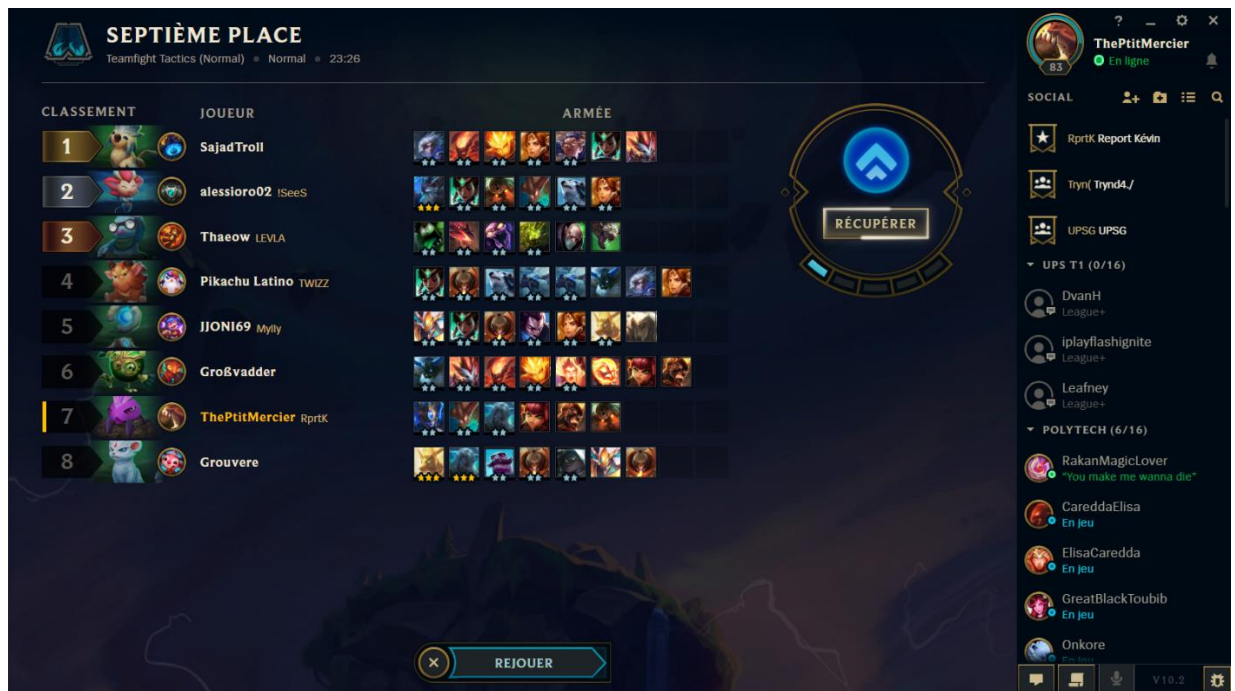 SEPTIÈME PLACE
Teamfight Tactics (Normal) • Normal • 23:26
CLASSEMENT JOUEUR ARMÉE
1 SajadTroll
2 alessioro02 !SeeS
3 Thaeow LEVLA
4 Pikachu Latino TWIZZ
5 JJONI69 Mylly
6 Großvadder
7 ThePtitMercier RprtK
8 Grouvere
RÉCUPÉRER
REJOUER
?
ThePtitMercier
83
En ligne
SOCIAL
RprtK Report Kévin
Tryn( Trynd4./
UPSG UPSG
UPS T1 (0/16)
DvanH
League+
iplayflashignite
League+
Leafney
League+
POLYTECH (6/16)
RakanMagicLover
"You make me wanna die"
CareddaElisa
En jeu
ElisaCaredda
En jeu
GreatBlackToubib
En jeu
Onkore
En jeu
V10.2